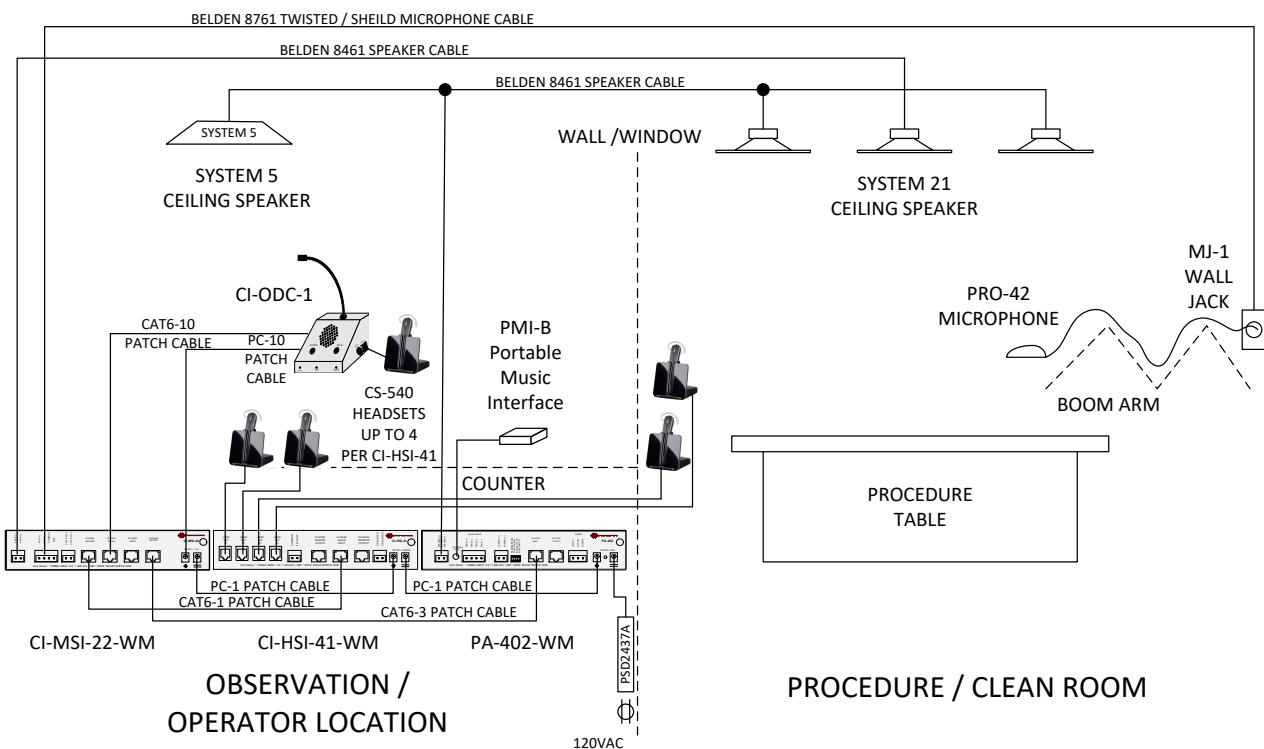 BELDEN 8761 TWISTED / SHEILD MICROPHONE CABLE
BELDEN 8461 SPEAKER CABLE
BELDEN 8461 SPEAKER CABLE
SYSTEM 5
WALL /WINDOW
SYSTEM 5
CEILING SPEAKER
SYSTEM 21
CEILING SPEAKER
MJ-1
WALL
JACK
CI-ODC-1
PRO-42
MICROPHONE
CAT6-10
PATCH CABLE
PC-10
PATCH
CABLE
PMI-B
Portable
Music
Interface
CS-540
HEADSETS
UP TO 4
PER CI-HSI-41
BOOM ARM
COUNTER
PROCEDURE
TABLE
PC-1 PATCH CABLE
PC-1 PATCH CABLE
CAT6-1 PATCH CABLE
CAT6-3 PATCH CABLE
CI-MSI-22-WM
CI-HSI-41-WM
PA-402-WM
PSD2437A
OBSERVATION /
OPERATOR LOCATION
PROCEDURE / CLEAN ROOM
120VAC